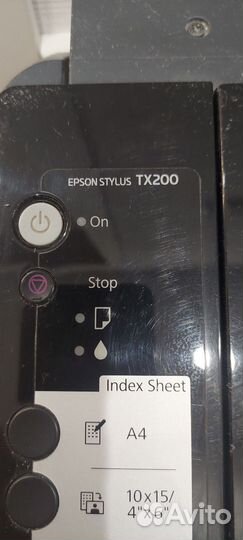 EPSON STYLUS TX200
On
Stop
Index Sheet
A4
10x15/
4"x6"
Avito